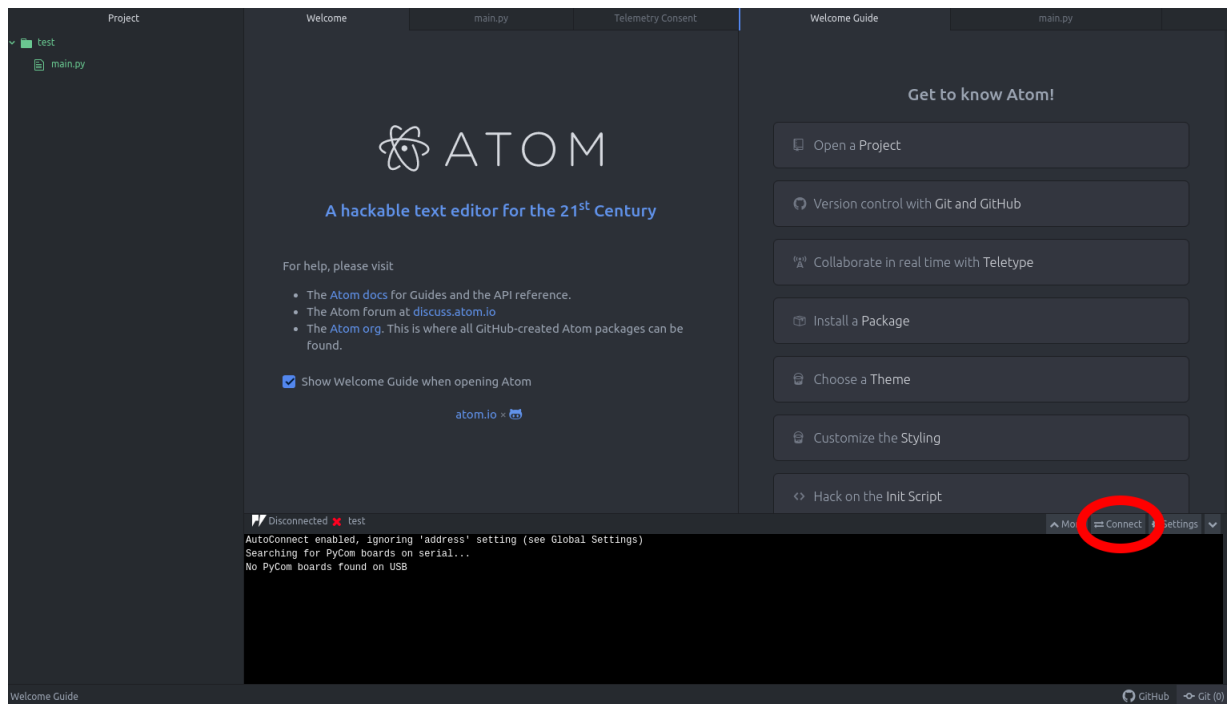 Project
test
main.py
Welcome
main.py
Telemetry Consent
ATOM
A hackable text editor for the 21st Century
For help, please visit
• The Atom docs for Guides and the API reference.
• The Atom forum at discuss.atom.io
• The Atom org. This is where all GitHub-created Atom packages can be
found.
Show Welcome Guide when opening Atom
atom.io ×
Welcome Guide
main.py
Get to know Atom!
Open a Project
Version control with Git and GitHub
Collaborate in real time with Teletype
Install a Package
Choose a Theme
Customize the Styling
Hack on the Init Script
Disconnected test
Connect
Settings
AutoConnect enabled, ignoring 'address' setting (see Global Settings)
Searching for PyCom boards on serial...
No PyCom boards found on USB
Welcome Guide
GitHub
Git (0)